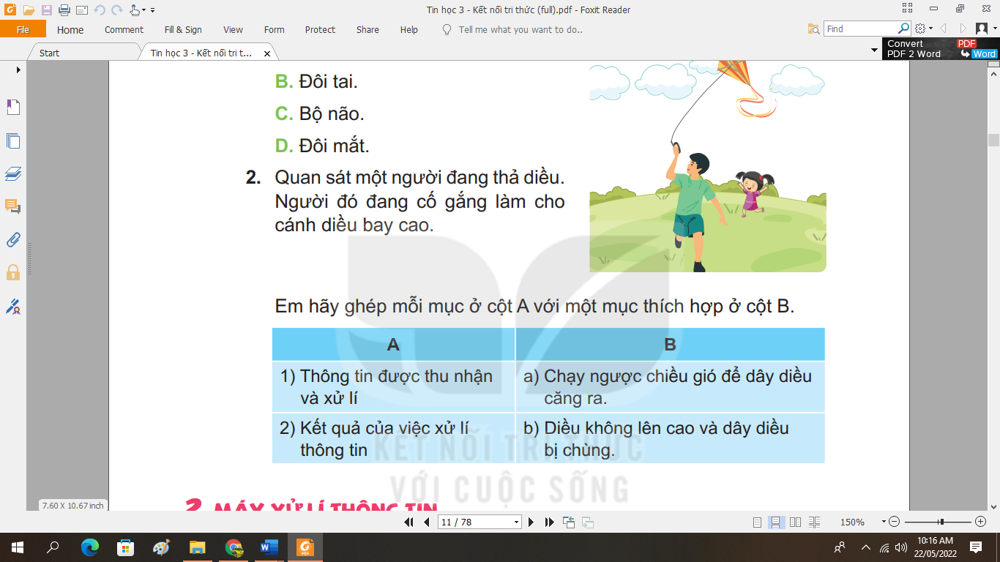 Tin học 3 - Kết nối tri thức (full).pdf - Foxit Reader
File Home Comment Fill & Sign View Form Protect Share Help Tell me what you want to do.. Find
Start Tin học 3 - Kết nối tri t... x
Convert PDF
PDF 2 Word Word
B. Đôi tai.
C. Bộ não.
D. Đôi mắt.
2. Quan sát một người đang thả diều.
Người đó đang cố gắng làm cho
cánh diều bay cao.
Em hãy ghép mỗi mục ở cột A với một mục thích hợp ở cột B.
A B
1) Thông tin được thu nhận
và xử lí
a) Chạy ngược chiều gió để dây diều
căng ra.
2) Kết quả của việc xử lí
thông tin
b) Diều không lên cao và dây diều
bị chùng.
KẾT NỐI TRI THỨC
VỚI CUỘC SỐNG
2. MÁY XỬ LÍ THÔNG TIN
7.60 x 10.67 inch
11 / 78
150%
10:16 AM
22/05/2022